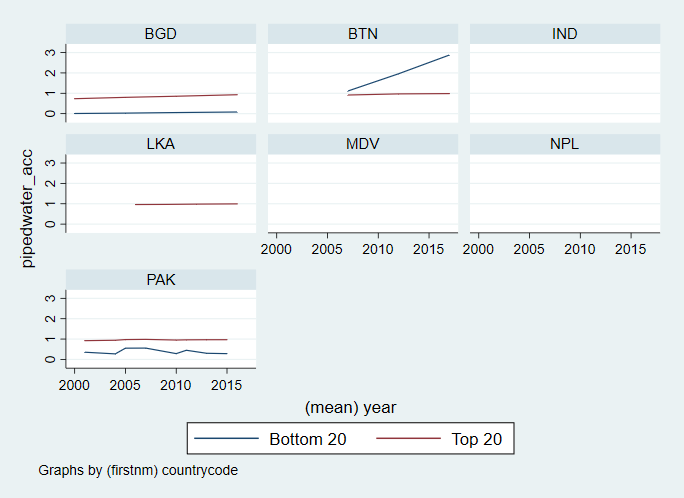 BGD BTN IND
3
2
1
0
LKA MDV NPL
3
2
1
0
2000 2005 2010 2015 2000 2005 2010 2015
PAK
3
2
1
0
2000 2005 2010 2015
pipedwater_acc
(mean) year
Bottom 20 Top 20
Graphs by (firstnm) countrycode